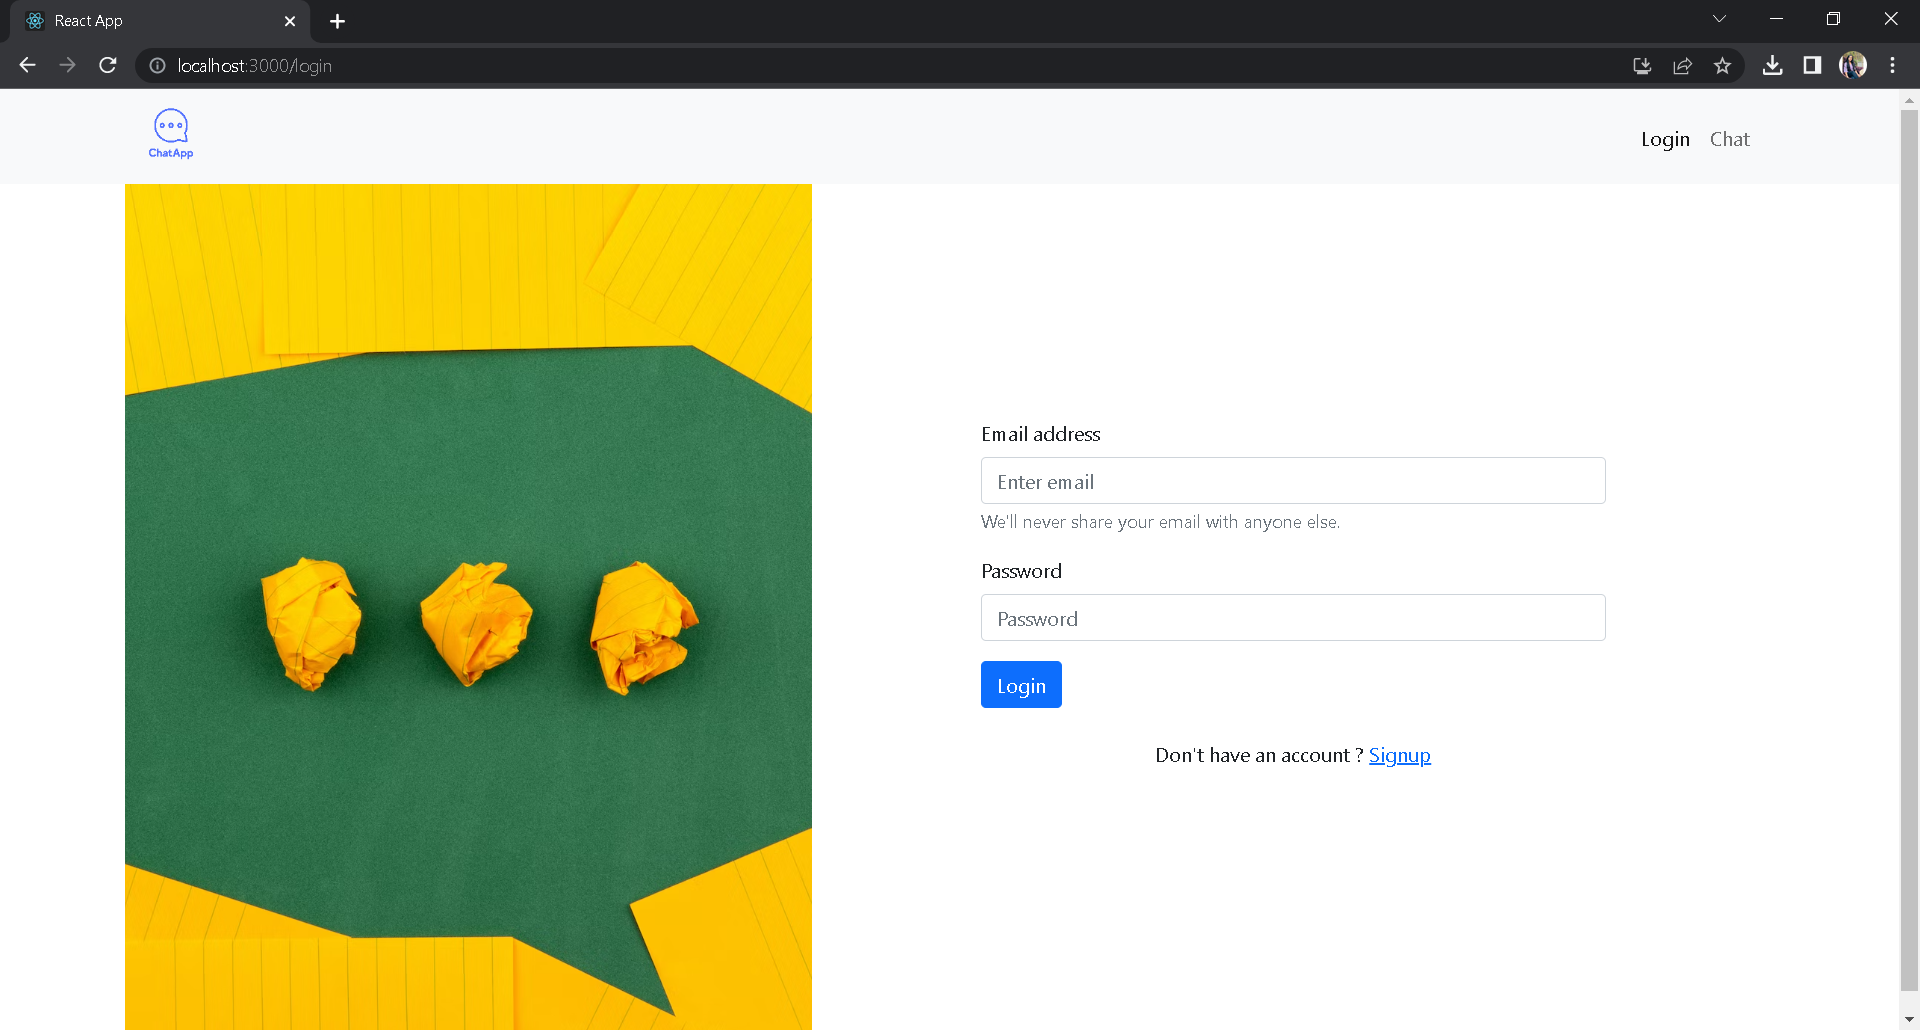 React App
localhost:3000/login
ChatApp
Login Chat
Email address
Enter email
We'll never share your email with anyone else.
Password
Password
Login
Don't have an account ? Signup